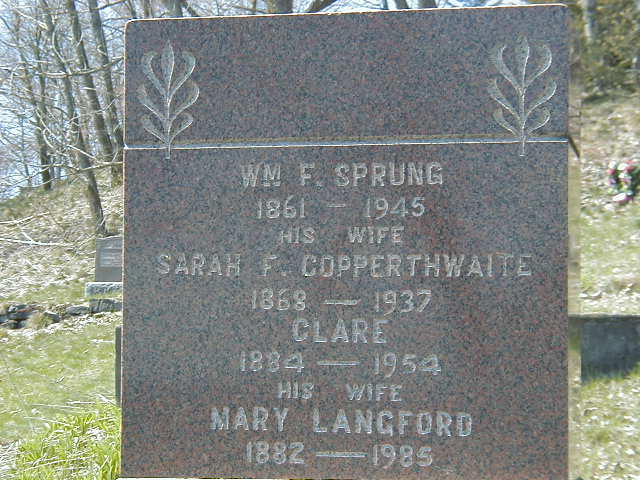 WM F. SPRUNG
1861 — 1945
HIS WIFE
SARAH F. COPPERTHWAITE
1868 — 1937
CLARE
1884 — 1954
HIS WIFE
MARY LANGFORD
1882 — 1985